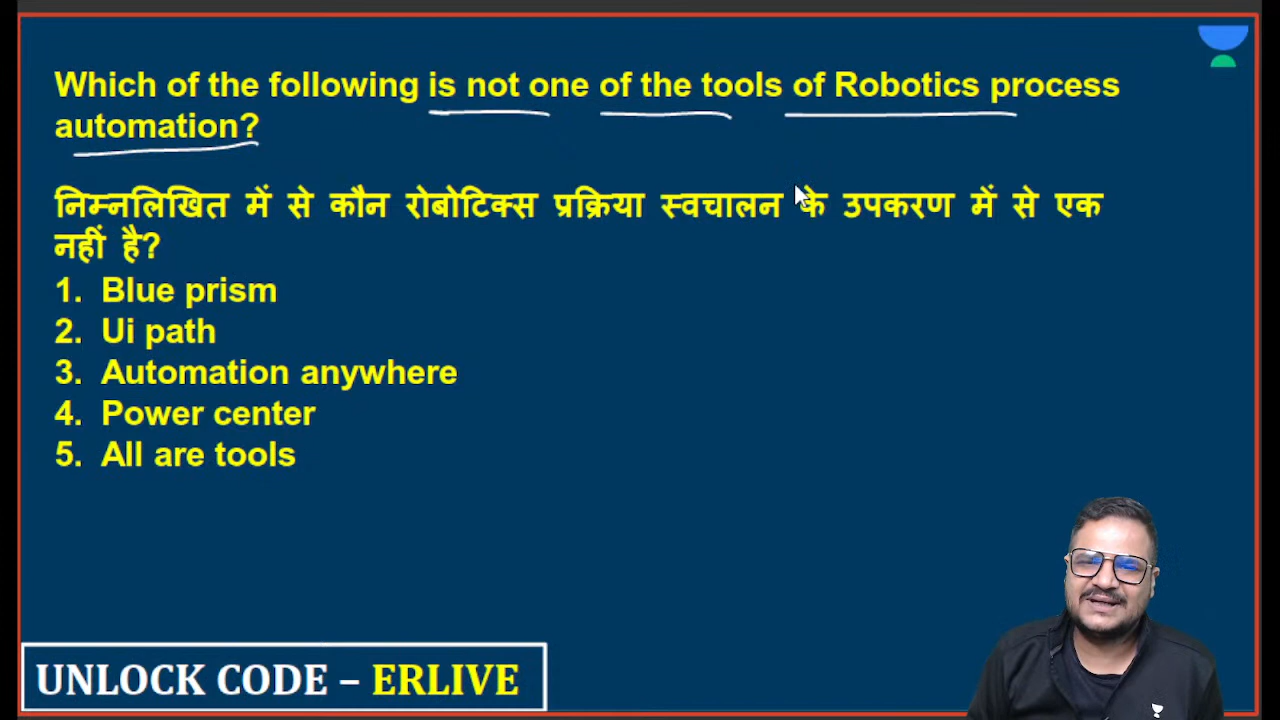 Which of the following is not one of the tools of Robotics process
automation?
निम्नलिखित में से कौन रोबोटिक्स प्रक्रिया स्वचालन के उपकरण में से एक
नहीं है?
1. Blue prism
2. Ui path
3. Automation anywhere
4. Power center
5. All are tools
UNLOCK CODE – ERLIVE